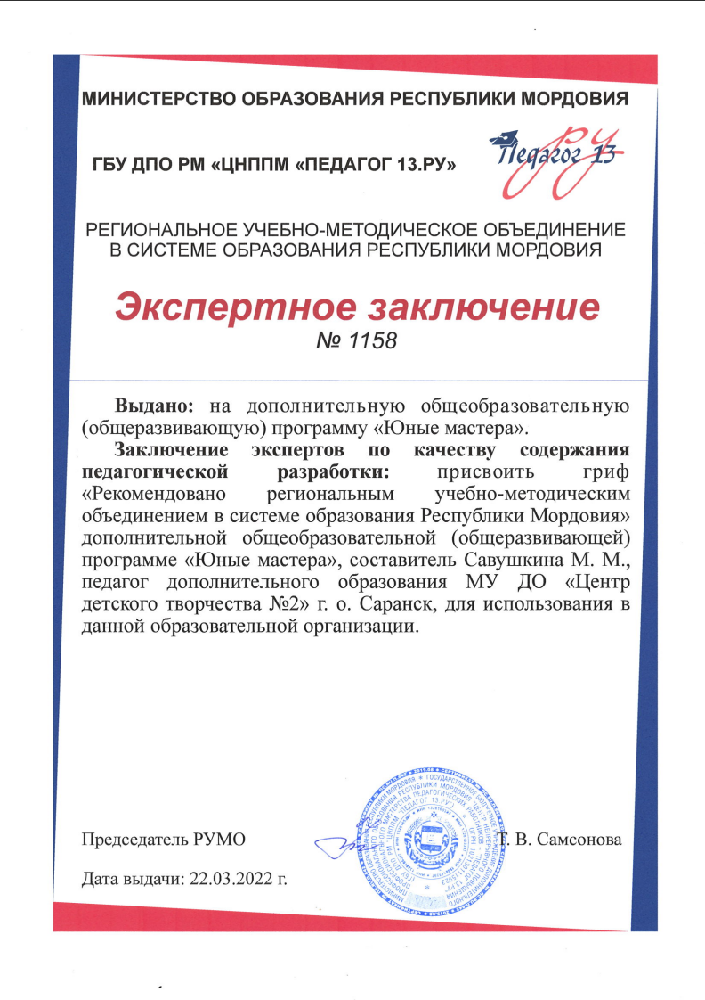 МИНИСТЕРСТВО ОБРАЗОВАНИЯ РЕСПУБЛИКИ МОРДОВИЯ
ГБУ ДПО РМ «ЦНППМ «ПЕДАГОГ 13.РУ»
Педагог 13
РУ
РЕГИОНАЛЬНОЕ УЧЕБНО-МЕТОДИЧЕСКОЕ ОБЪЕДИНЕНИЕ
В СИСТЕМЕ ОБРАЗОВАНИЯ РЕСПУБЛИКИ МОРДОВИЯ
Экспертное заключение
№ 1158
Выдано: на дополнительную общеобразовательную
(общеразвивающую) программу «Юные мастера».
Заключение экспертов по качеству содержания
педагогической разработки: присвоить гриф
«Рекомендовано региональным учебно-методическим
объединением в системе образования Республики Мордовия»
дополнительной общеобразовательной (общеразвивающей)
программе «Юные мастера», составитель Савушкина М. М.,
педагог дополнительного образования МУ ДО «Центр
детского творчества №2» г. о. Саранск, для использования в
данной образовательной организации.
Председатель РУМО
Т. В. Самсонова
Дата выдачи: 22.03.2022 г.